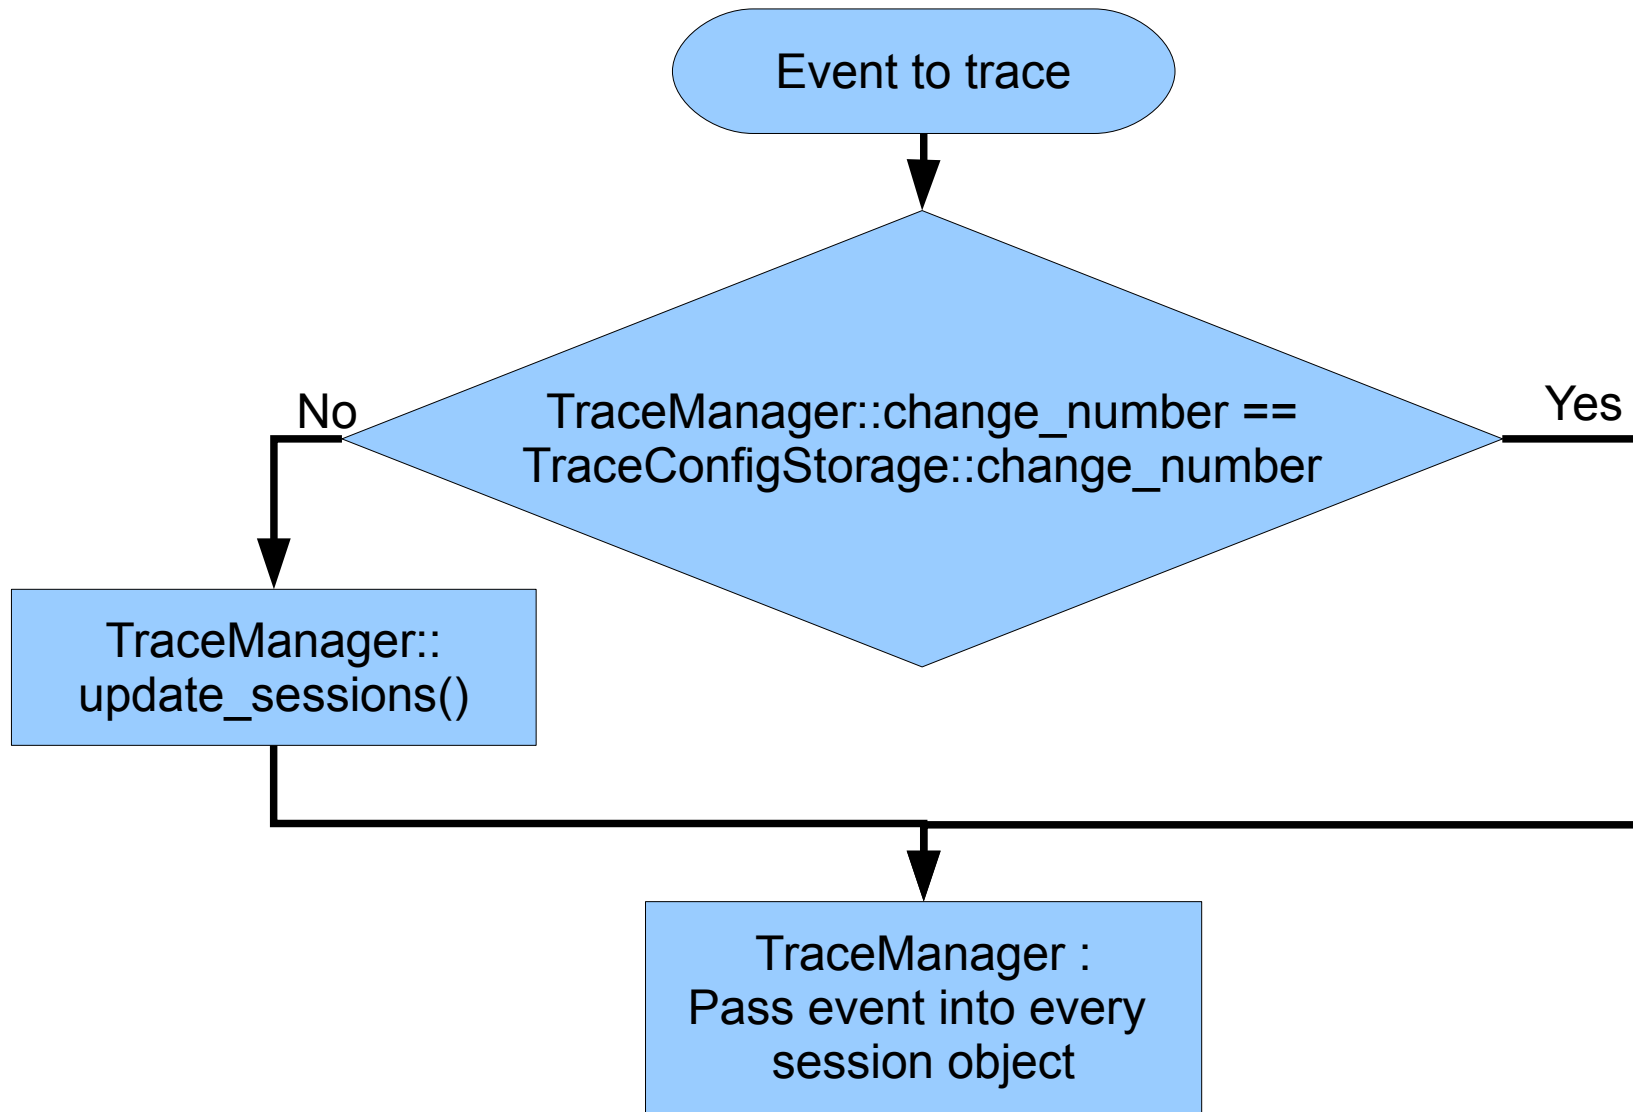 Event to trace
No
TraceManager::change_number ==
Yes
TraceConfigStorage::change_number
TraceManager::
update_sessions()
TraceManager :
Pass event into every
session object